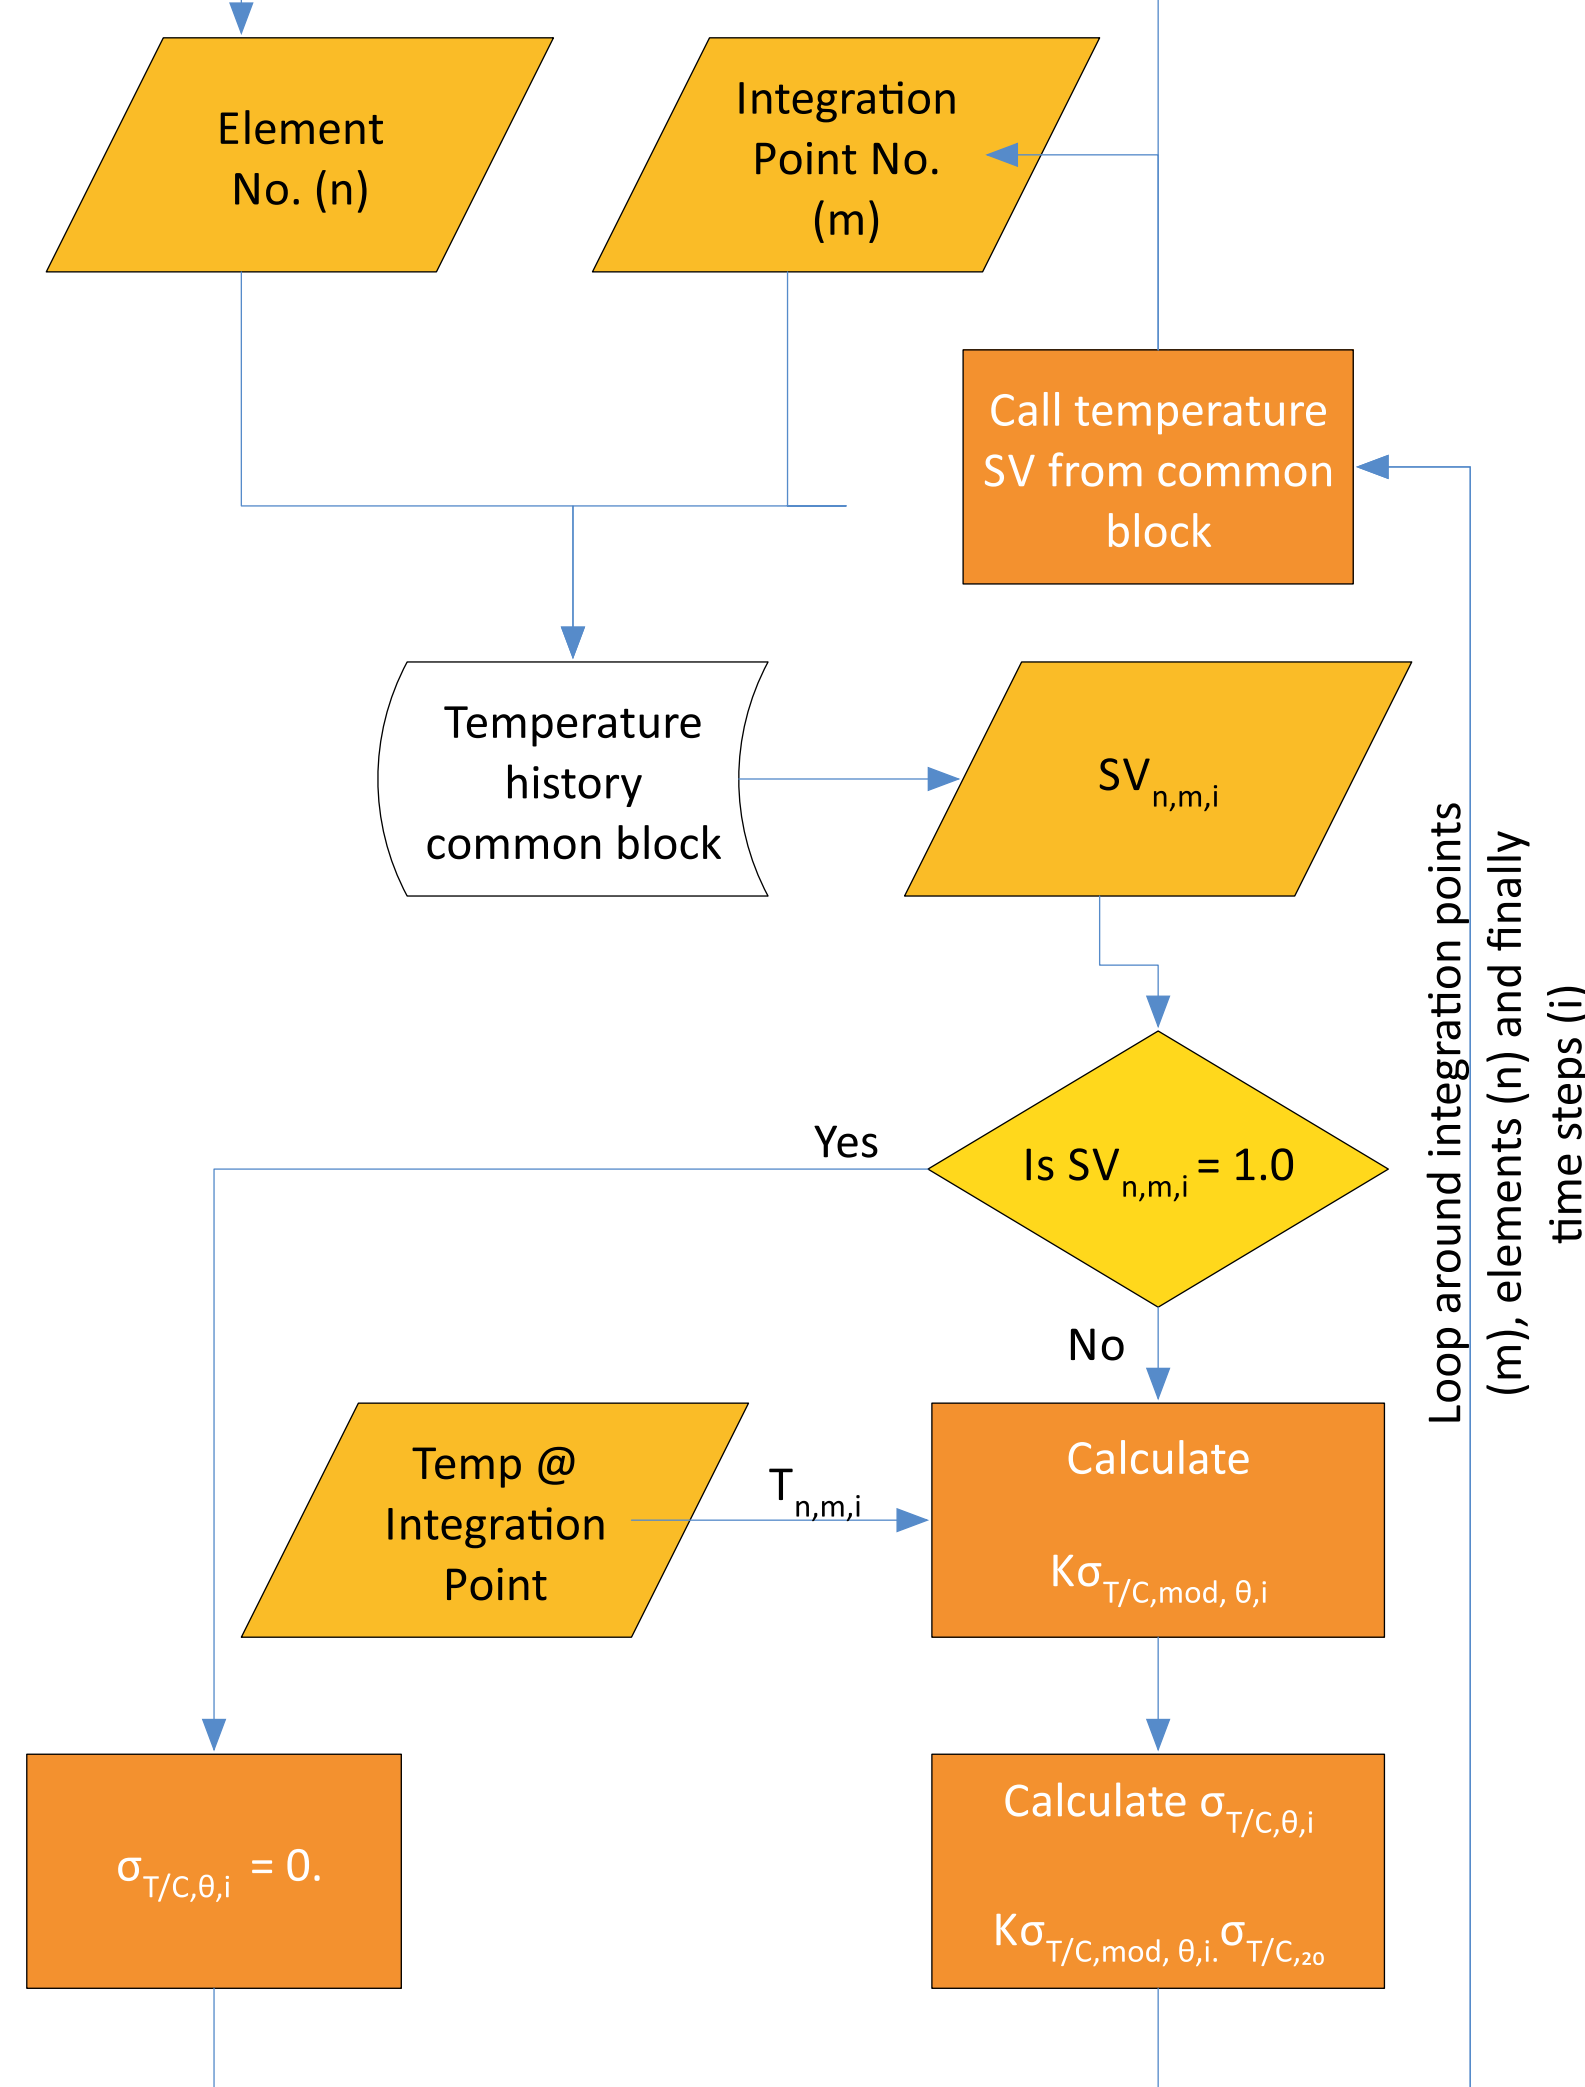 Element
No. (n)
Integration
Point No.
(m)
Call temperature
SV from common
block
Temperature
history
common block
SVn,m,i
Loop around integration points
(m), elements (n) and finally
time steps (i)
Is SVn,m,i = 1.0
Yes
No
Temp @
Integration
Point
Tn,m,i
Calculate
KσT/C,mod, θ,i
σT/C,θ,i = 0.
Calculate σT/C,θ,i
KσT/C,mod, θ,i.σT/C,₂₀